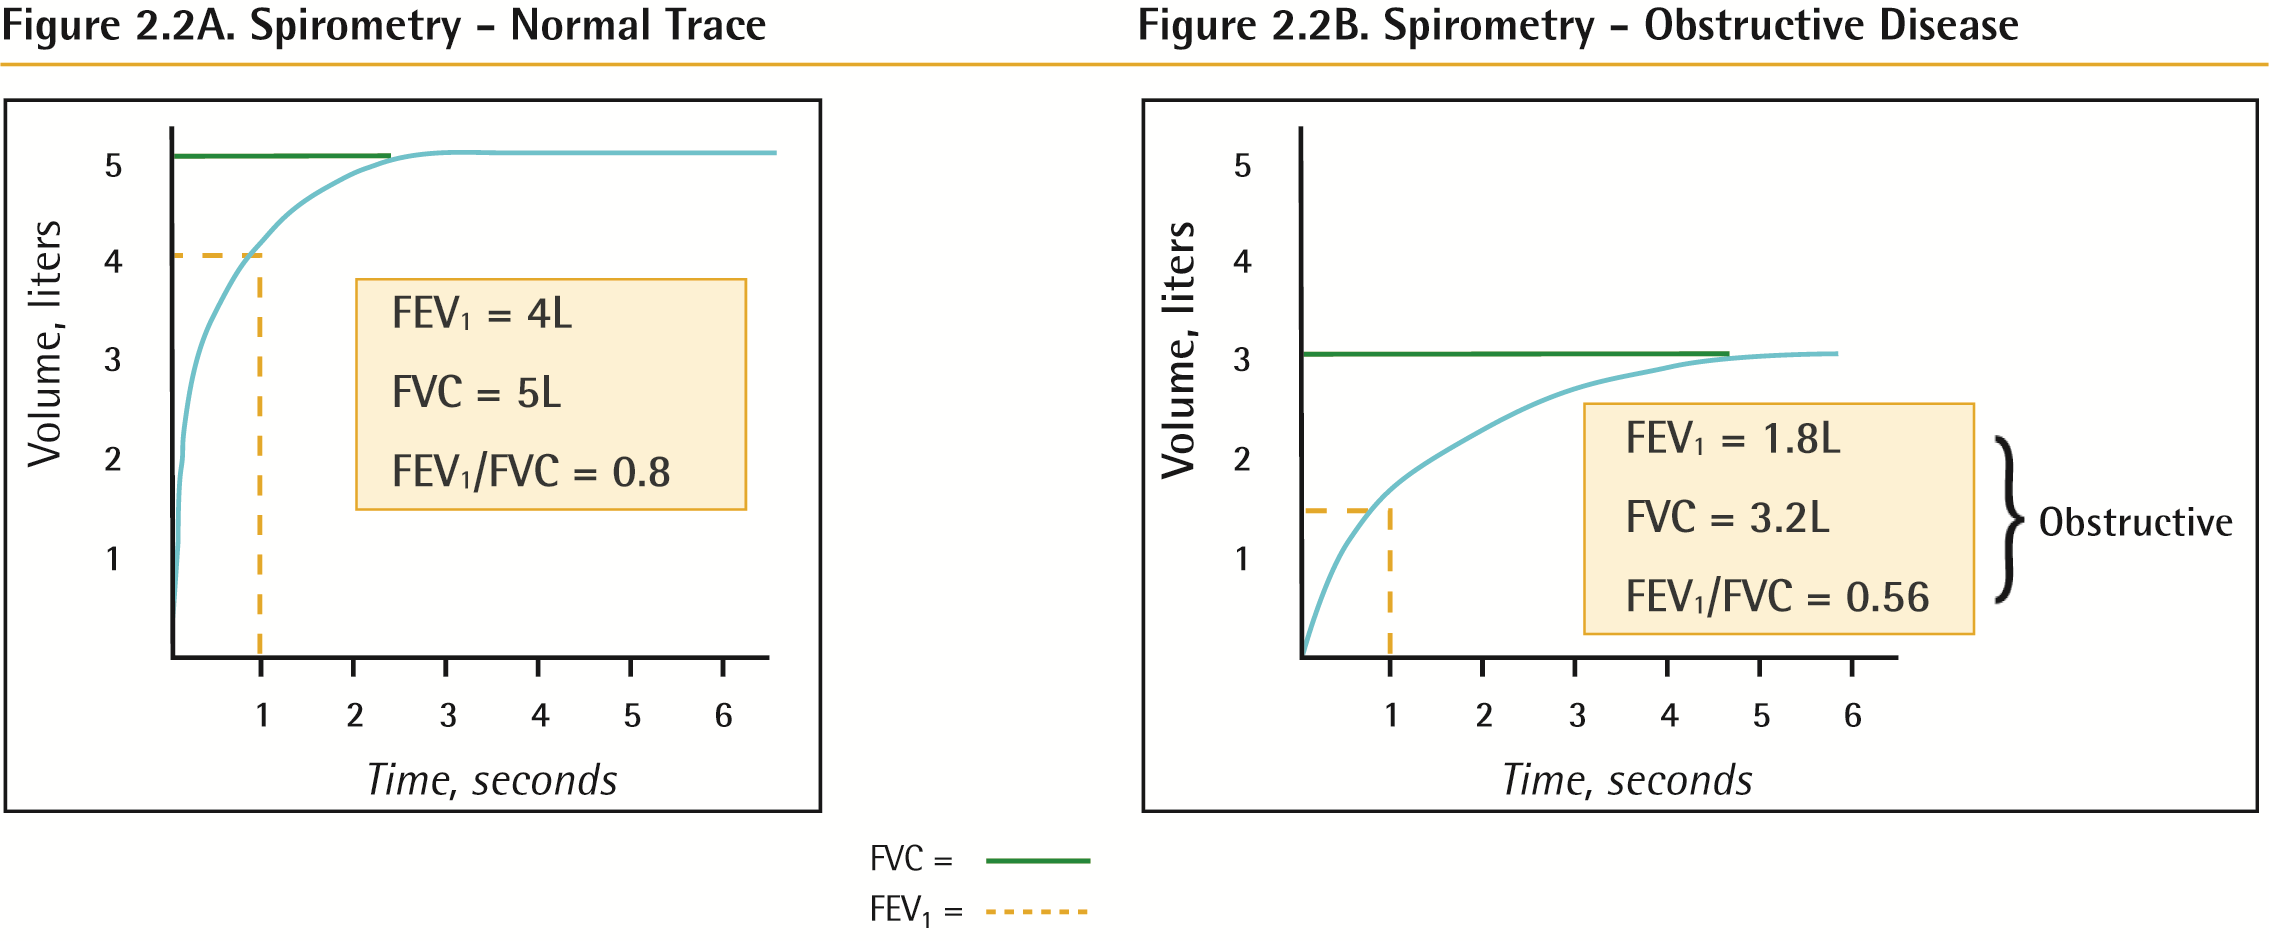 Figure 2.2A. Spirometry – Normal Trace
Volume, liters
5
4
3
2
1
FEV₁ = 4L
FVC = 5L
FEV₁/FVC = 0.8
1 2 3 4 5 6
Time, seconds
Figure 2.2B. Spirometry – Obstructive Disease
Volume, liters
5
4
3
2
1
FEV₁ = 1.8L
FVC = 3.2L
FEV₁/FVC = 0.56
Obstructive
1 2 3 4 5 6
Time, seconds
FVC =
FEV₁ =